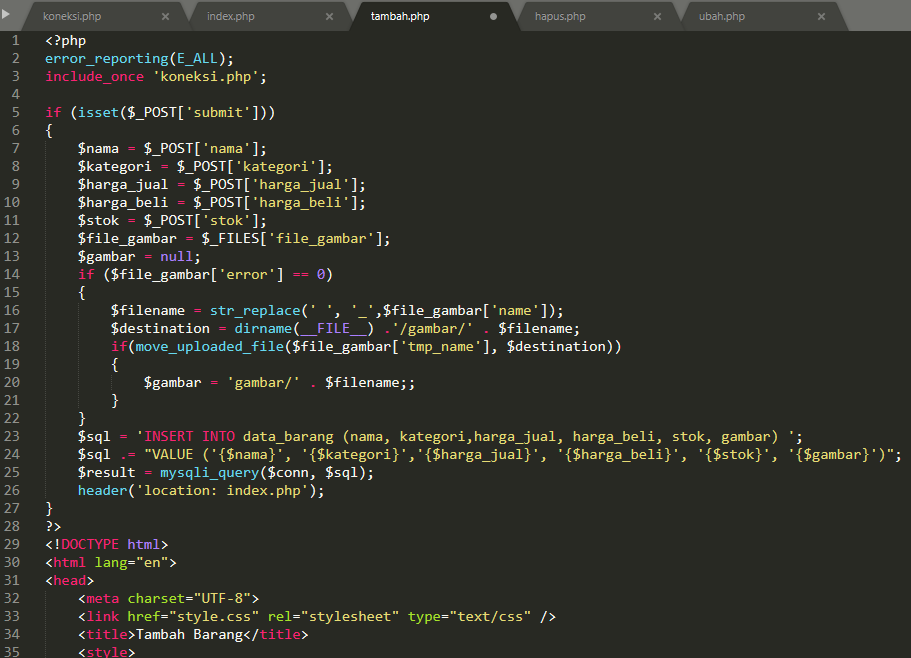 koneksi.php × index.php × tambah.php ● hapus.php × ubah.php ×
1 <?php
2 error_reporting(E_ALL);
3 include_once 'koneksi.php';
4
5 if (isset($_POST['submit']))
6 {
7     $nama = $_POST['nama'];
8     $kategori = $_POST['kategori'];
9     $harga_jual = $_POST['harga_jual'];
10     $harga_beli = $_POST['harga_beli'];
11     $stok = $_POST['stok'];
12     $file_gambar = $_FILES['file_gambar'];
13     $gambar = null;
14     if ($file_gambar['error'] == 0)
15     {
16         $filename = str_replace(' ', '_',$file_gambar['name']);
17         $destination = dirname(__FILE__) .'/gambar/' . $filename;
18         if(move_uploaded_file($file_gambar['tmp_name'], $destination))
19         {
20             $gambar = 'gambar/' . $filename;;
21         }
22     }
23     $sql = 'INSERT INTO data_barang (nama, kategori,harga_jual, harga_beli, stok, gambar) ';
24     $sql .= "VALUE ('{$nama}', '{$kategori}','{$harga_jual}', '{$harga_beli}', '{$stok}', '{$gambar}')";
25     $result = mysqli_query($conn, $sql);
26     header('location: index.php');
27 }
28 ?>
29 <!DOCTYPE html>
30 <html lang="en">
31 <head>
32     <meta charset="UTF-8">
33     <link href="style.css" rel="stylesheet" type="text/css" />
34     <title>Tambah Barang</title>
35     <style>